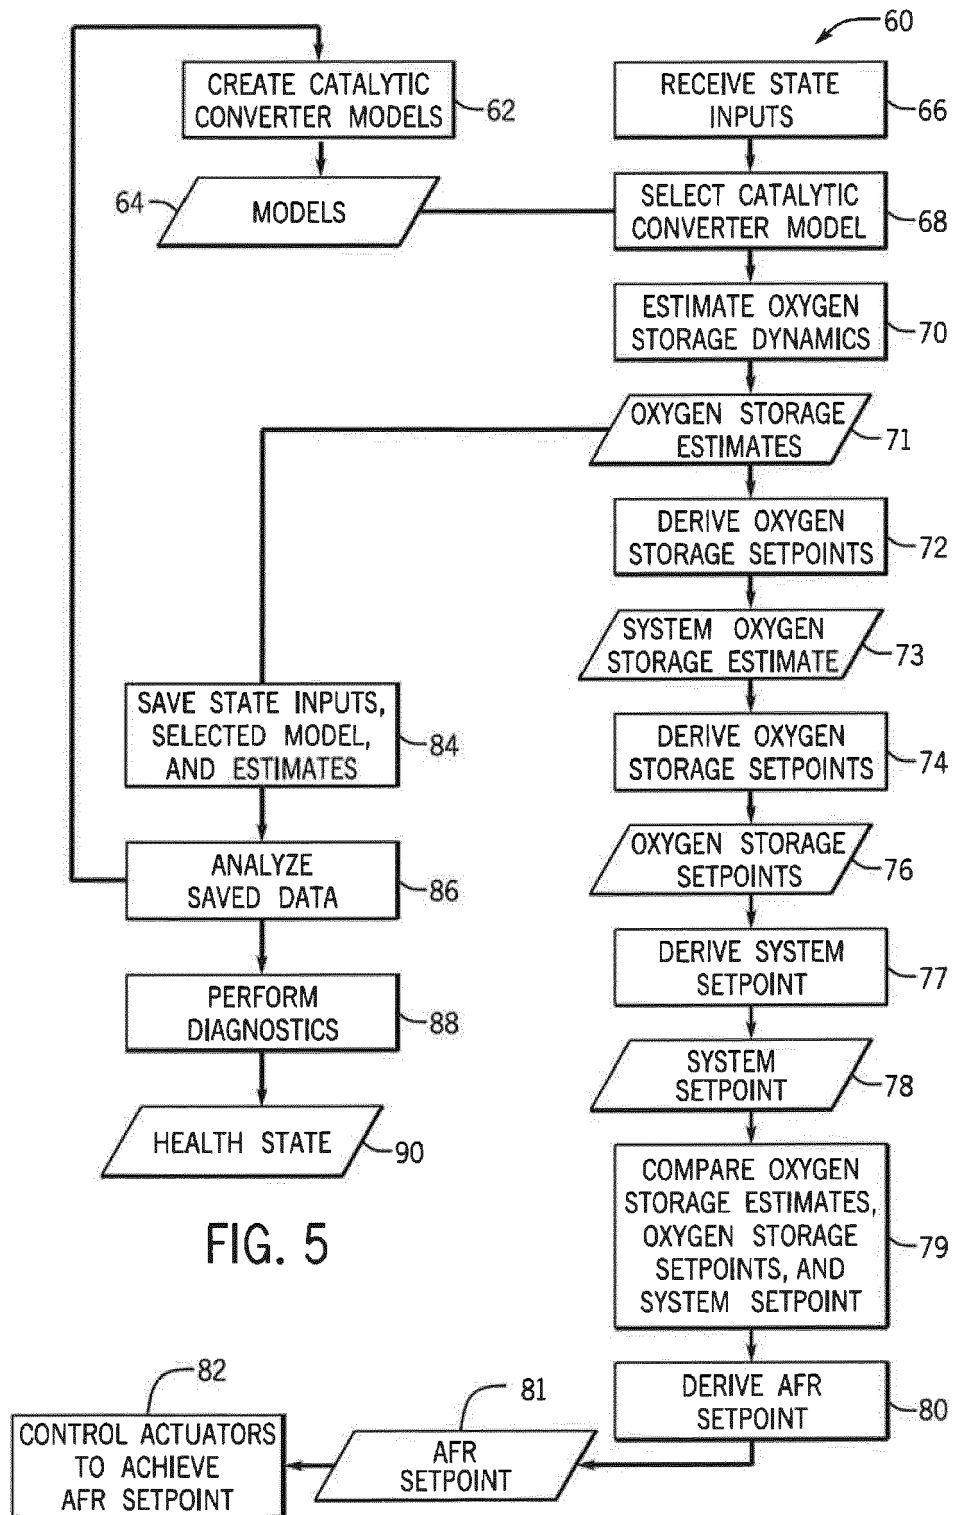 60
CREATE CATALYTIC
CONVERTER MODELS
62
RECEIVE STATE
INPUTS
66
64
MODELS
SELECT CATALYTIC
CONVERTER MODEL
68
ESTIMATE OXYGEN
STORAGE DYNAMICS
70
OXYGEN STORAGE
ESTIMATES
71
DERIVE OXYGEN
STORAGE SETPOINTS
72
SYSTEM OXYGEN
STORAGE ESTIMATE
73
SAVE STATE INPUTS,
SELECTED MODEL,
AND ESTIMATES
84
DERIVE OXYGEN
STORAGE SETPOINTS
74
ANALYZE
SAVED DATA
86
OXYGEN STORAGE
SETPOINTS
76
DERIVE SYSTEM
SETPOINT
77
PERFORM
DIAGNOSTICS
88
SYSTEM
SETPOINT
78
HEALTH STATE
90
COMPARE OXYGEN
STORAGE ESTIMATES,
OXYGEN STORAGE
SETPOINTS, AND
SYSTEM SETPOINT
79
FIG. 5
DERIVE AFR
SETPOINT
80
81
AFR
SETPOINT
82
CONTROL ACTUATORS
TO ACHIEVE
AFR SETPOINT